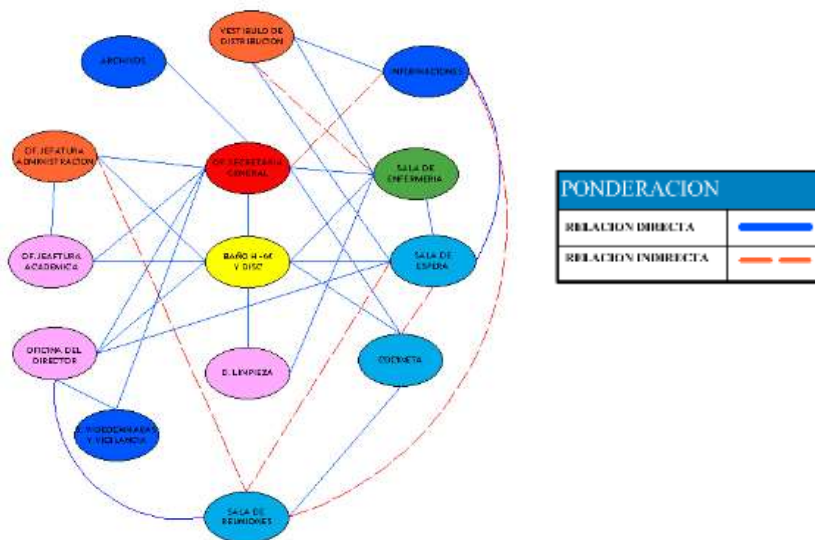 VESTIBULO DE
DISTRIBUCION
ARCHIVOS
INFORMACIONES
OF. JEFATURA
ADMINISTRACION
OF. SECRETARIA
GENERAL
SALA DE
ENFERMERIA
OF. JEAFTURA
ACADEMICA
BAÑO H -M
Y DISC
SALA DE
ESPERA
OFICINA DEL
DIRECTOR
D. LIMPIEZA
COCINETA
Y VIGILANCIA
SALA DE
REUNIONES
PONDERACION
RELACION DIRECTA
RELACION INDIRECTA